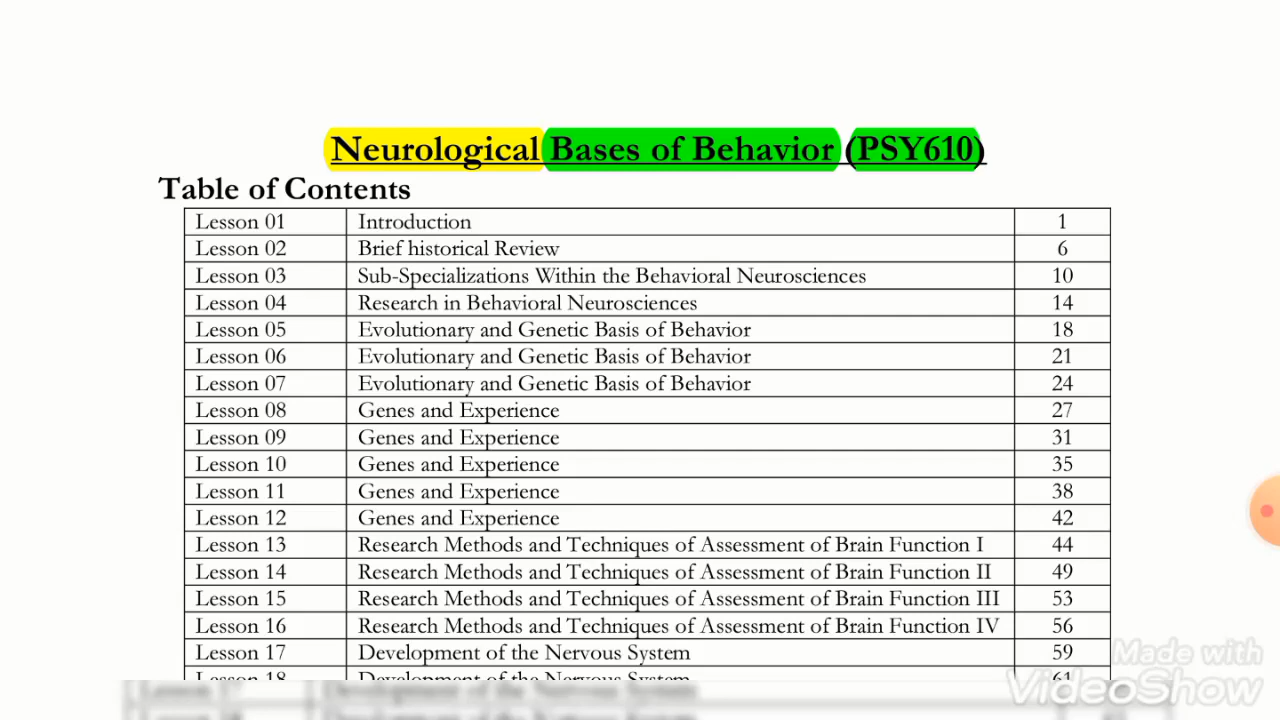 Neurological Bases of Behavior (PSY610)
Table of Contents
Lesson 01 Introduction 1
Lesson 02 Brief historical Review 6
Lesson 03 Sub-Specializations Within the Behavioral Neurosciences 10
Lesson 04 Research in Behavioral Neurosciences 14
Lesson 05 Evolutionary and Genetic Basis of Behavior 18
Lesson 06 Evolutionary and Genetic Basis of Behavior 21
Lesson 07 Evolutionary and Genetic Basis of Behavior 24
Lesson 08 Genes and Experience 27
Lesson 09 Genes and Experience 31
Lesson 10 Genes and Experience 35
Lesson 11 Genes and Experience 38
Lesson 12 Genes and Experience 42
Lesson 13 Research Methods and Techniques of Assessment of Brain Function I 44
Lesson 14 Research Methods and Techniques of Assessment of Brain Function II 49
Lesson 15 Research Methods and Techniques of Assessment of Brain Function III 53
Lesson 16 Research Methods and Techniques of Assessment of Brain Function IV 56
Lesson 17 Development of the Nervous System 59
Lesson 18 Development of the Nervous System 61
Made with
VideoShow